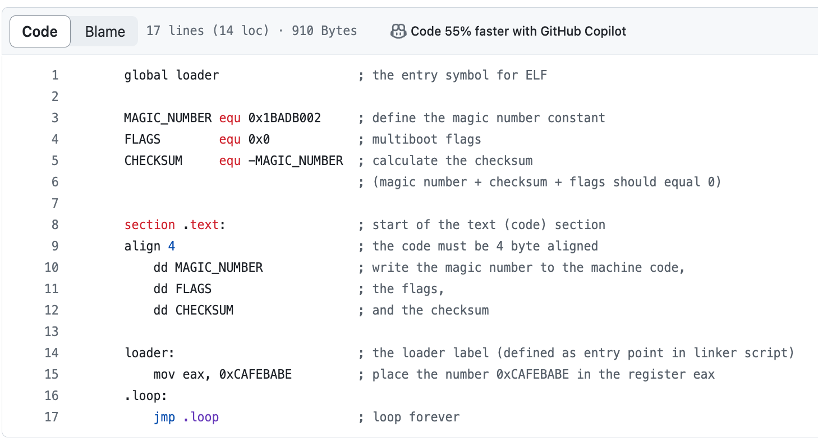 Code Blame 17 lines (14 loc) · 910 Bytes Code 55% faster with GitHub Copilot
1 global loader ; the entry symbol for ELF
2
3 MAGIC_NUMBER equ 0x1BADB002 ; define the magic number constant
4 FLAGS equ 0x0 ; multiboot flags
5 CHECKSUM equ -MAGIC_NUMBER ; calculate the checksum
6 ; (magic number + checksum + flags should equal 0)
7
8 section .text: ; start of the text (code) section
9 align 4 ; the code must be 4 byte aligned
10 dd MAGIC_NUMBER ; write the magic number to the machine code,
11 dd FLAGS ; the flags,
12 dd CHECKSUM ; and the checksum
13
14 loader: ; the loader label (defined as entry point in linker script)
15 mov eax, 0xCAFEBABE ; place the number 0xCAFEBABE in the register eax
16 .loop:
17 jmp .loop ; loop forever